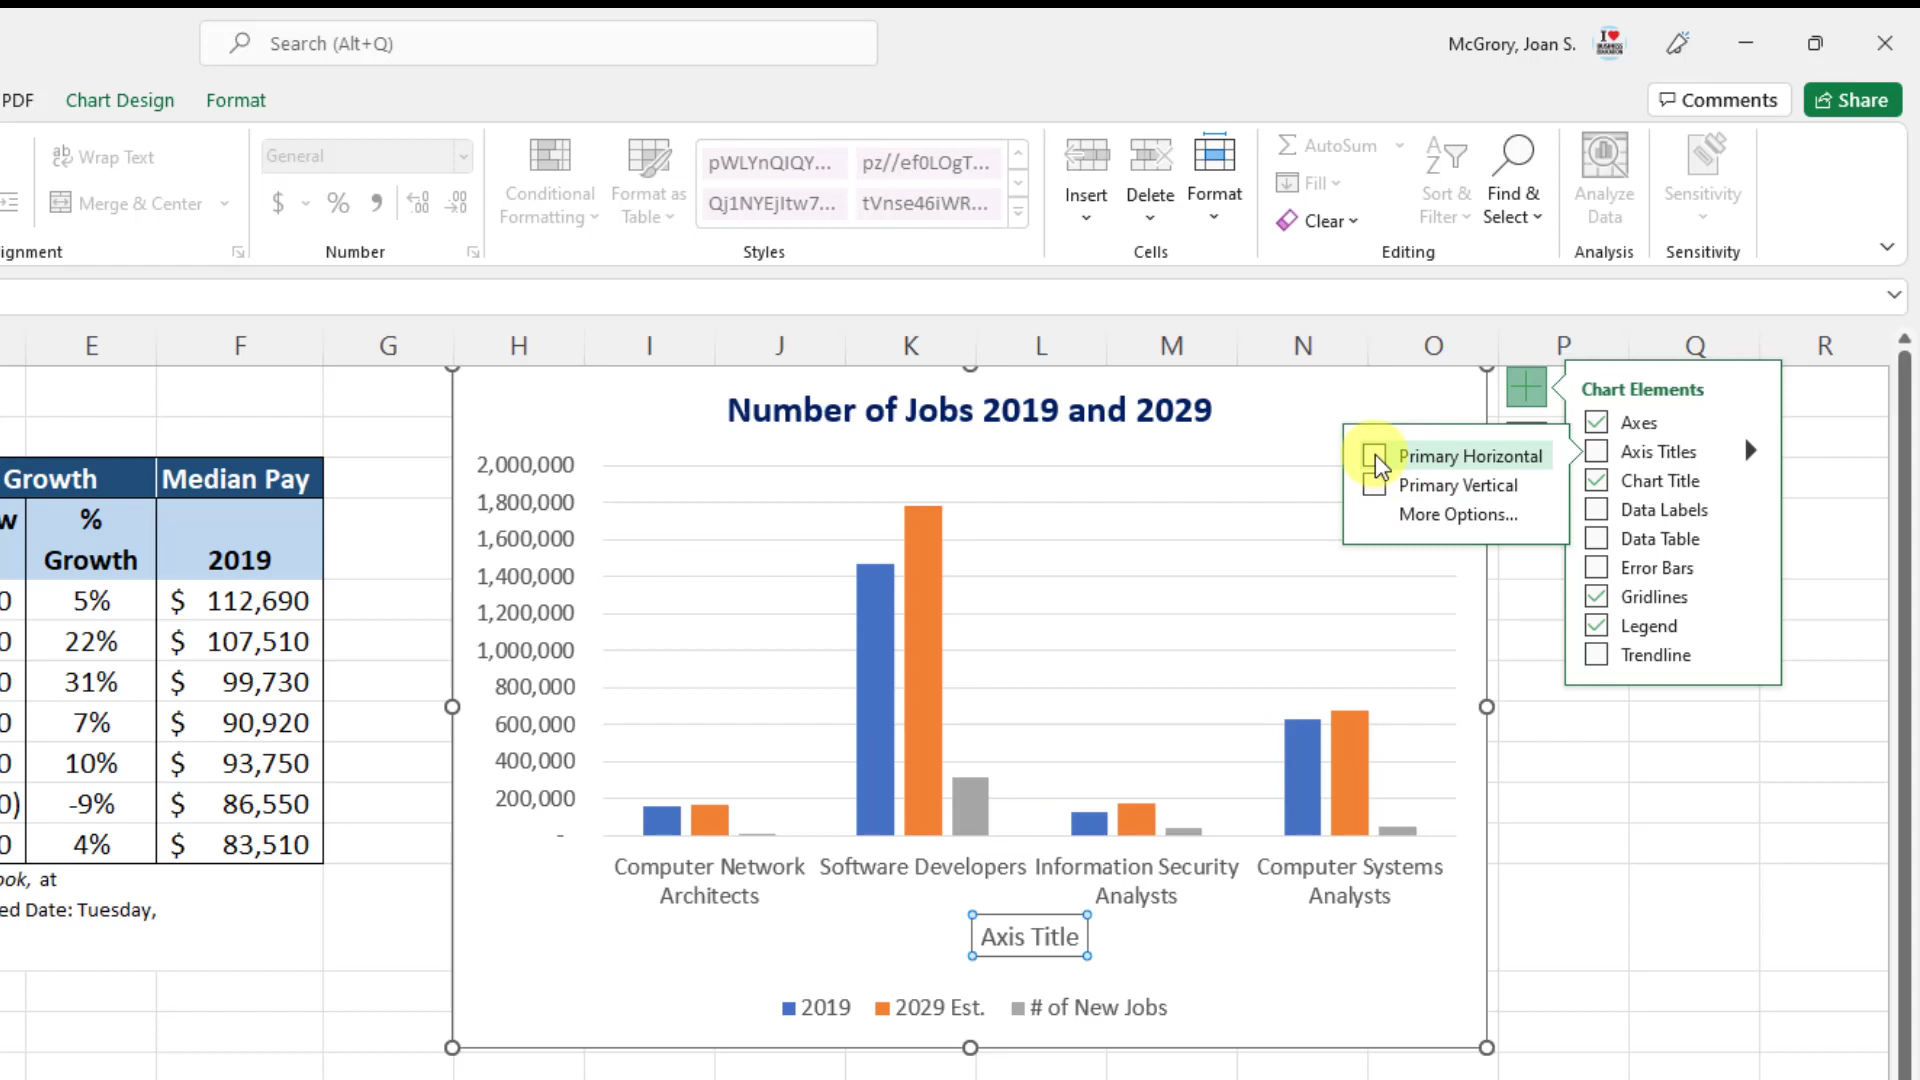 Search (Alt+Q)
McGrory, Joan S.
PDF Chart Design Format
Comments Share
Wrap Text
Merge & Center
ignment
General
$ % ,
Number
Conditional Formatting
Format as Table
pWLYnQIQY... pz//ef0LOgT...
Qj1NYEjItw7... tVnse46iWR...
Styles
Insert Delete Format
Cells
AutoSum
Fill
Clear
Sort & Filter
Find & Select
Editing
Analyze Data
Analysis
Sensitivity
Sensitivity
E F G H I J K L M N O P Q R
Growth Median Pay
w % Growth 2019
0 5% $ 112,690
0 22% $ 107,510
0 31% $ 99,730
0 7% $ 90,920
0 10% $ 93,750
0) -9% $ 86,550
0 4% $ 83,510
ook, at
ed Date: Tuesday,
Number of Jobs 2019 and 2029
2,000,000
1,800,000
1,600,000
1,400,000
1,200,000
1,000,000
800,000
600,000
400,000
200,000
-
Computer Network Architects
Software Developers
Information Security Analysts
Computer Systems Analysts
Axis Title
2019 2029 Est. # of New Jobs
Primary Horizontal
Primary Vertical
More Options...
Chart Elements
Axes
Axis Titles
Chart Title
Data Labels
Data Table
Error Bars
Gridlines
Legend
Trendline